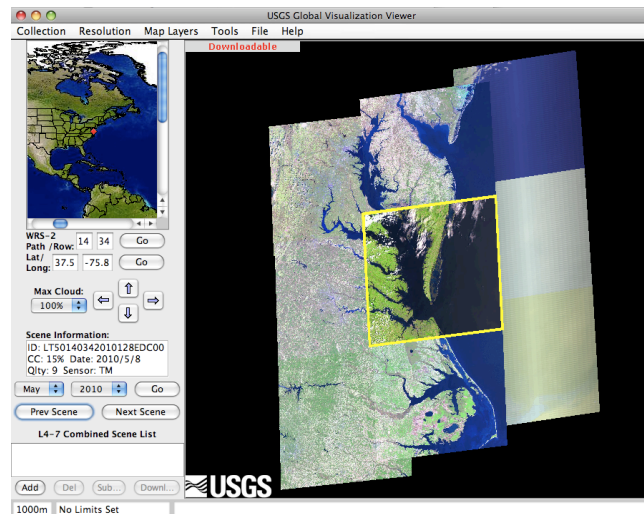 USGS Global Visualization Viewer
Collection Resolution Map Layers Tools File Help
Downloadable
WRS-2
Path /Row: 14 34 Go
Lat/
Long: 37.5 -75.8 Go
Max Cloud:
100%
Scene Information:
ID: LT50140342010128EDC00
CC: 15% Date: 2010/5/8
Qlty: 9 Sensor: TM
May 2010 Go
Prev Scene Next Scene
L4-7 Combined Scene List
Add Del Sub... Downl...
USGS
1000m No Limits Set